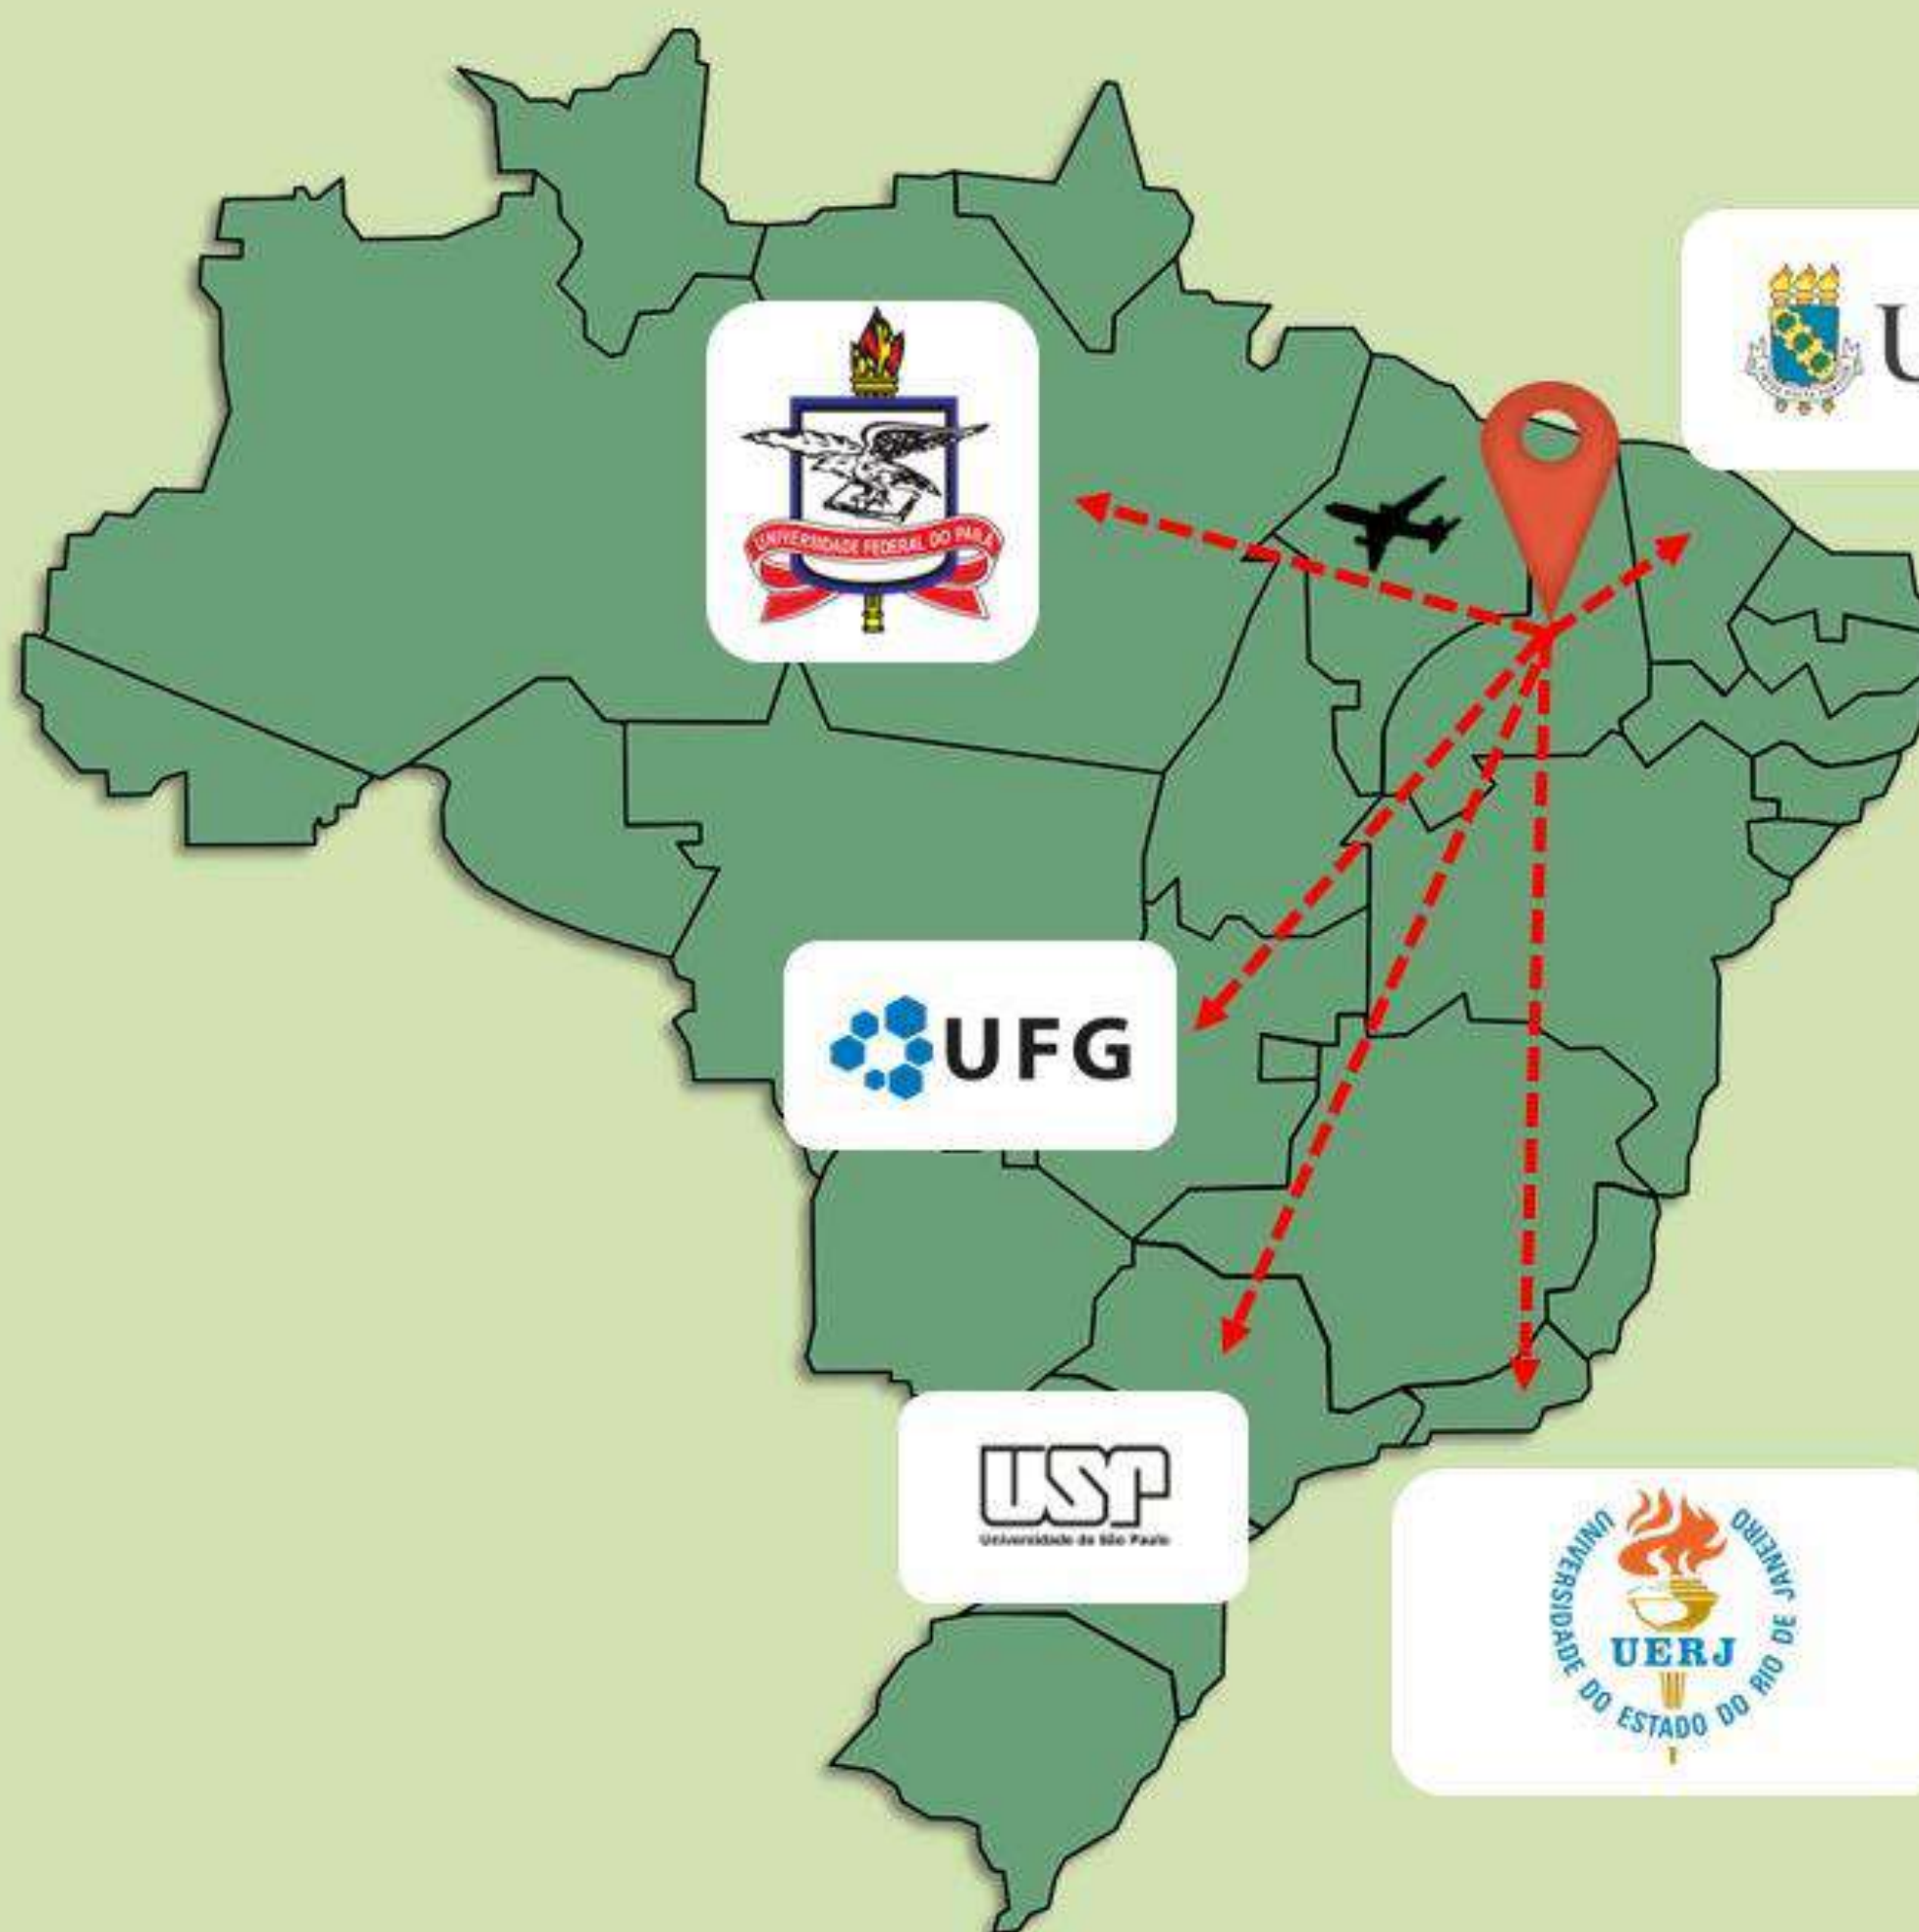 U
UNIVERSIDADE FEDERAL DO PARÁ
UFG
USP
Universidade de São Paulo
UNIVERSIDADE DO ESTADO DO RIO DE JANEIRO
UERJ